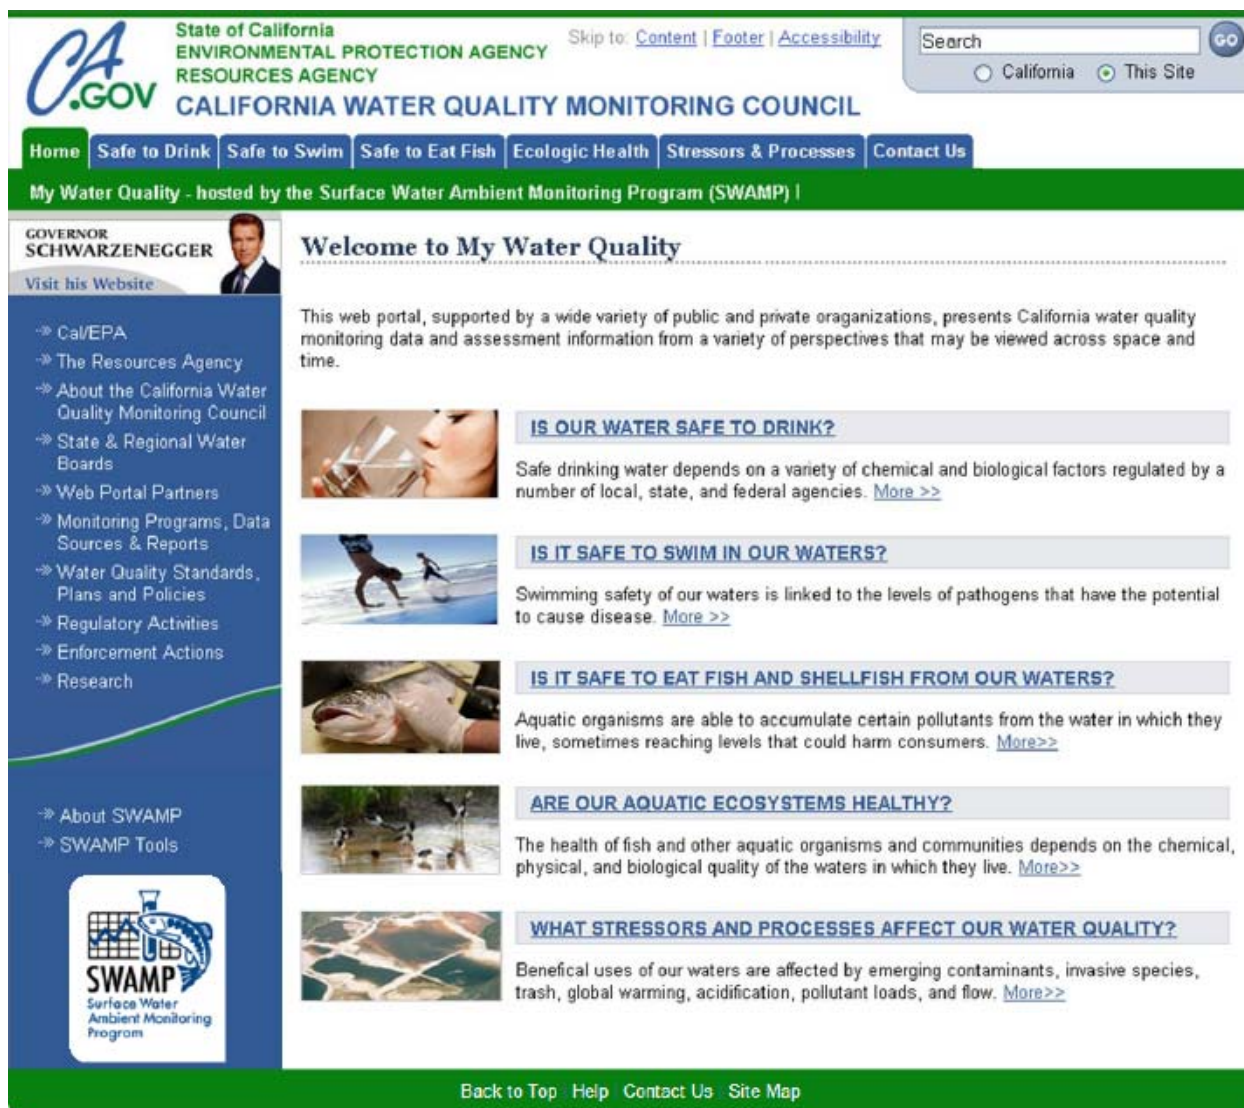 CA
.GOV
State of California
ENVIRONMENTAL PROTECTION AGENCY
RESOURCES AGENCY
CALIFORNIA WATER QUALITY MONITORING COUNCIL
Skip to: Content | Footer | Accessibility
Search
GO
California This Site
Home Safe to Drink Safe to Swim Safe to Eat Fish Ecologic Health Stressors & Processes Contact Us
My Water Quality - hosted by the Surface Water Ambient Monitoring Program (SWAMP) |
GOVERNOR
SCHWARZENEGGER
Visit his Website
Cal/EPA
The Resources Agency
About the California Water
Quality Monitoring Council
State & Regional Water
Boards
Web Portal Partners
Monitoring Programs, Data
Sources & Reports
Water Quality Standards,
Plans and Policies
Regulatory Activities
Enforcement Actions
Research
About SWAMP
SWAMP Tools
SWAMP
Surface Water
Ambient Monitoring
Program
Welcome to My Water Quality
This web portal, supported by a wide variety of public and private oraganizations, presents California water quality
monitoring data and assessment information from a variety of perspectives that may be viewed across space and
time.
IS OUR WATER SAFE TO DRINK?
Safe drinking water depends on a variety of chemical and biological factors regulated by a
number of local, state, and federal agencies. More >>
IS IT SAFE TO SWIM IN OUR WATERS?
Swimming safety of our waters is linked to the levels of pathogens that have the potential
to cause disease. More >>
IS IT SAFE TO EAT FISH AND SHELLFISH FROM OUR WATERS?
Aquatic organisms are able to accumulate certain pollutants from the water in which they
live, sometimes reaching levels that could harm consumers. More>>
ARE OUR AQUATIC ECOSYSTEMS HEALTHY?
The health of fish and other aquatic organisms and communities depends on the chemical,
physical, and biological quality of the waters in which they live. More>>
WHAT STRESSORS AND PROCESSES AFFECT OUR WATER QUALITY?
Benefical uses of our waters are affected by emerging contaminants, invasive species,
trash, global warming, acidification, pollutant loads, and flow. More>>
Back to Top Help Contact Us Site Map